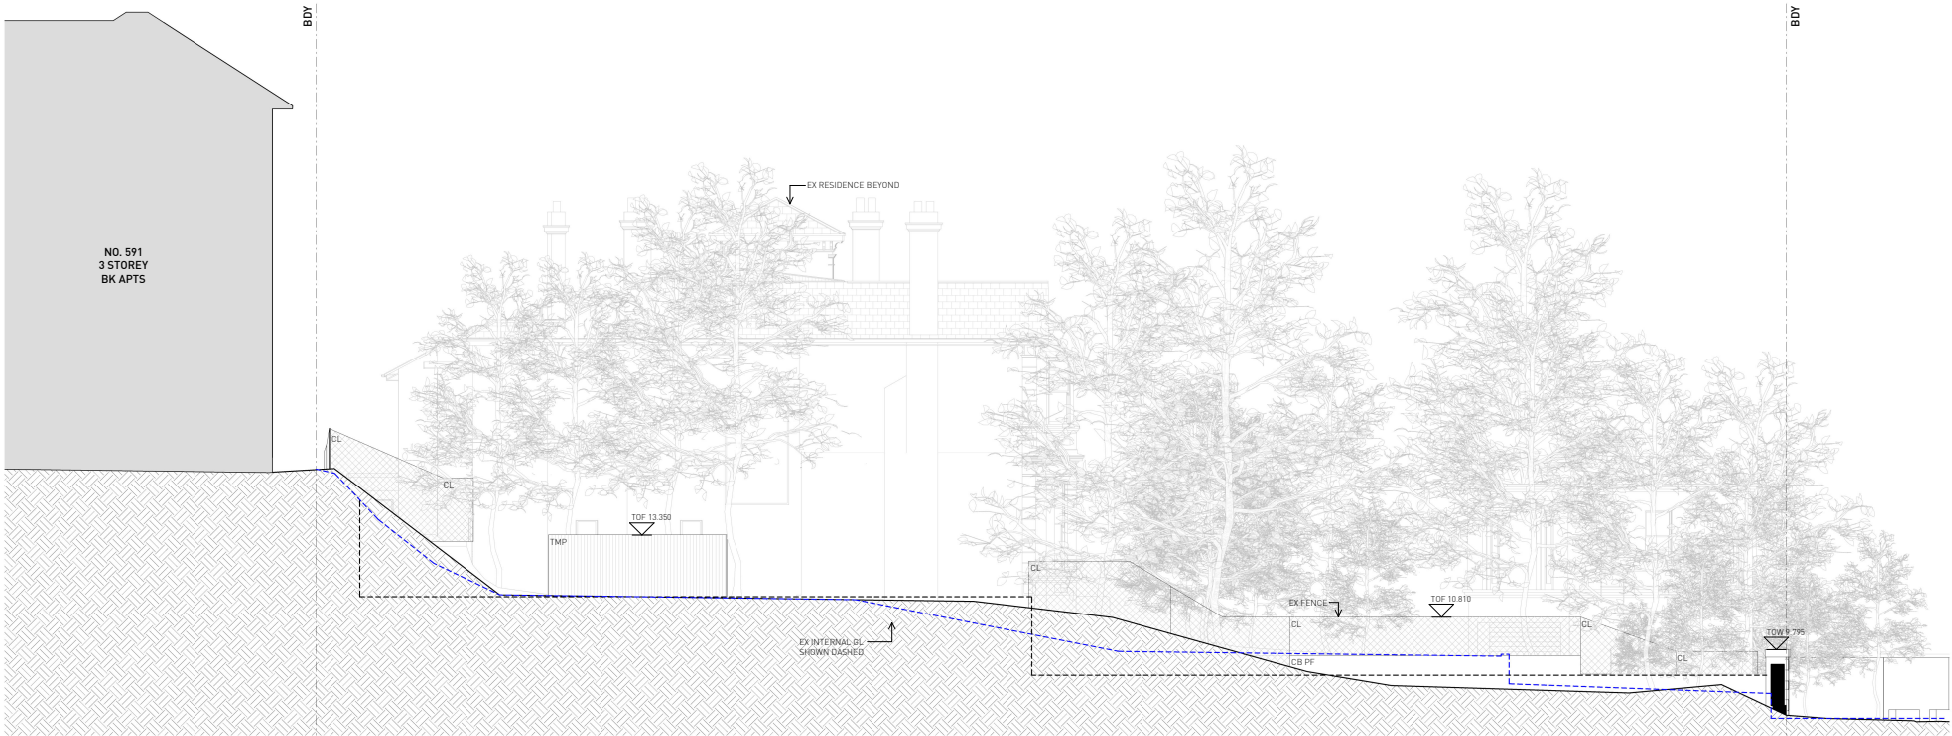 BDY
BDY
EX RESIDENCE BEYOND
NO. 591
3 STOREY
BK APTS
CL
CL
TOF 13.350
TMP
CL
EX FENCE
TOF 10.810
CL
CL
TOW 9.795
EX INTERNAL GL
SHOWN DASHED
CL
CB PF